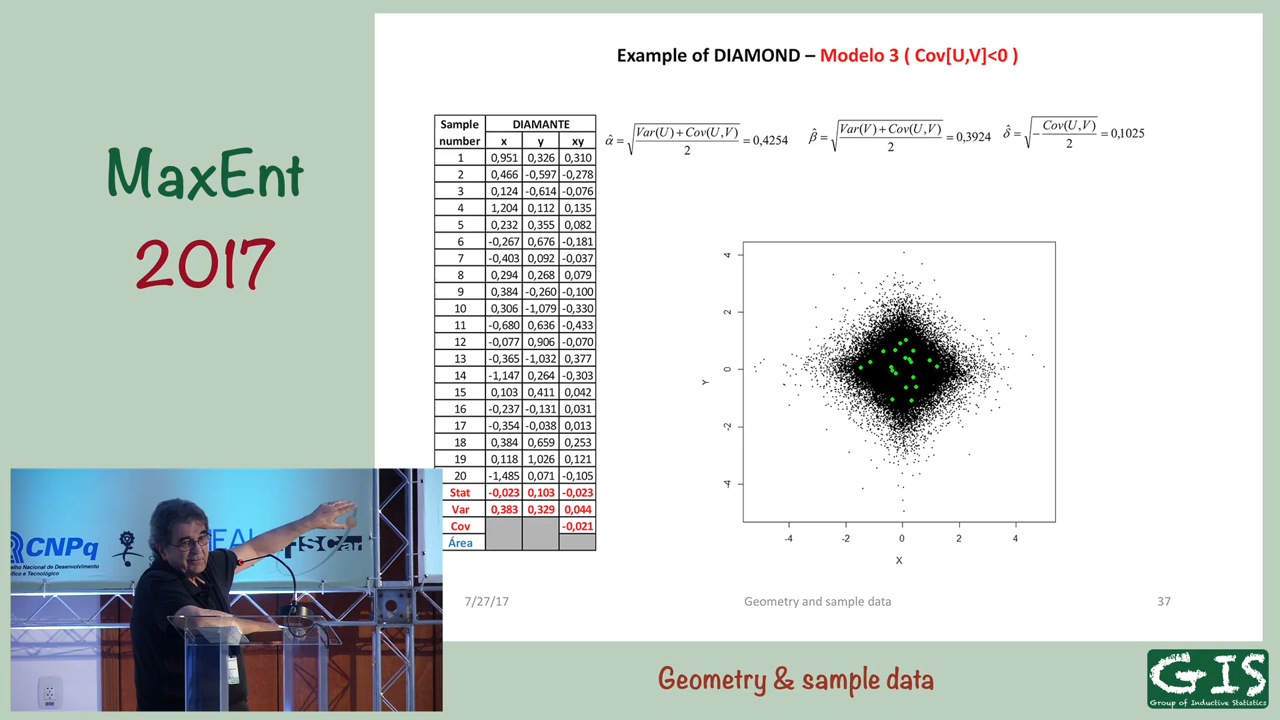 MaxEnt
2017
Example of DIAMOND – Modelo 3 ( Cov[U,V]<0 )
Sample number DIAMANTE
x y xy
1 0,951 0,326 0,310
2 0,466 -0,597 -0,278
3 0,124 -0,614 -0,076
4 1,204 0,112 0,135
5 0,232 0,355 0,082
6 -0,267 0,676 -0,181
7 -0,403 0,092 -0,037
8 0,294 0,268 0,079
9 0,384 -0,260 -0,100
10 0,306 -1,079 -0,330
11 -0,680 0,636 -0,433
12 -0,077 0,906 -0,070
13 -0,365 -1,032 0,377
14 -1,147 0,264 -0,303
15 0,103 0,411 0,042
16 -0,237 -0,131 0,031
17 -0,354 -0,038 0,013
18 0,384 0,659 0,253
19 0,118 1,026 0,121
20 -1,485 0,071 -0,105
Stat -0,023 0,103 -0,023
Var 0,383 0,329 0,044
Cov -0,021
Área
α̂ = √((Var(U) + Cov(U,V))/2) = 0,4254
β̂ = √((Var(V) + Cov(U,V))/2) = 0,3924
δ̂ = √(−Cov(U,V)/2) = 0,1025
Y
4
2
0
-2
-4
-4 -2 0 2 4
X
CNPq
7/27/17
Geometry and sample data
37
Geometry & sample data
GIS
Group of Inductive Statistics